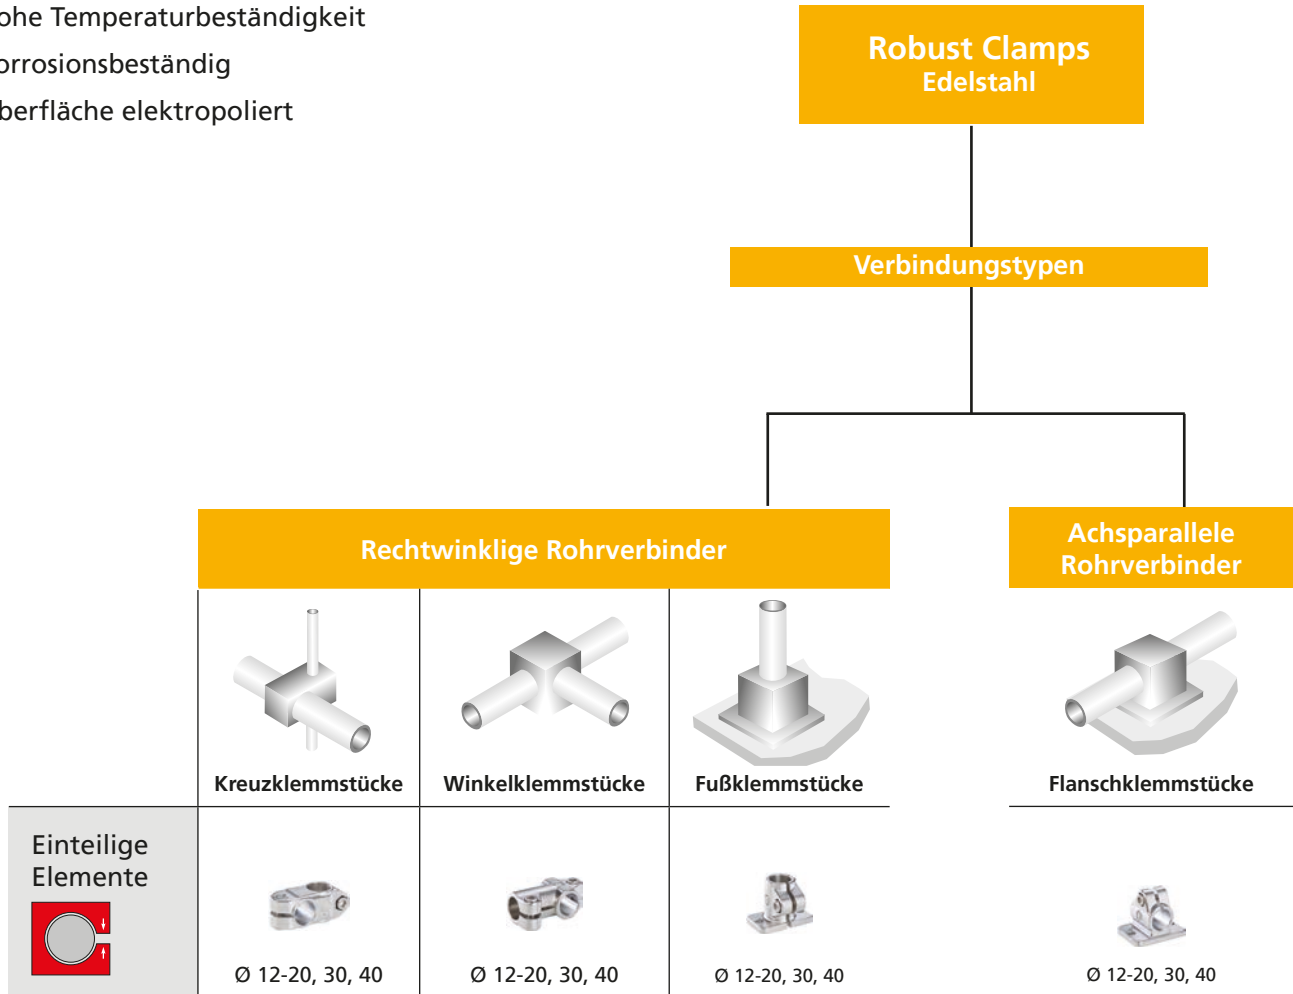 ohe Temperaturbeständigkeit
orrosionsbeständig
berfläche elektropoliert
Robust Clamps
Edelstahl
Verbindungstypen
Rechtwinklige Rohrverbinder
Achsparallele
Rohrverbinder
Kreuzklemmstücke
Winkelklemmstücke
Fußklemmstücke
Flanschklemmstücke
Einteilige
Elemente
Ø 12-20, 30, 40
Ø 12-20, 30, 40
Ø 12-20, 30, 40
Ø 12-20, 30, 40